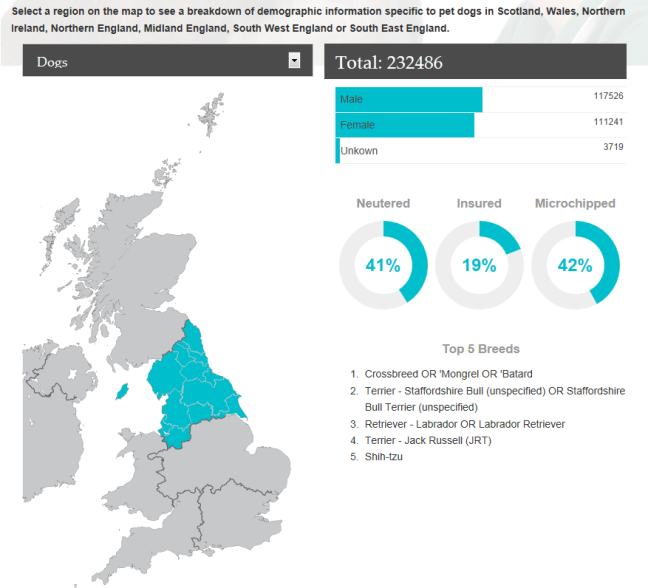 Select a region on the map to see a breakdown of demographic information specific to pet dogs in Scotland, Wales, Northern
Ireland, Northern England, Midland England, South West England or South East England.
Dogs
Total: 232486
Male 117526
Female 111241
Unkown 3719
Neutered Insured Microchipped
41% 19% 42%
Top 5 Breeds
1. Crossbreed OR 'Mongrel OR 'Batard
2. Terrier - Staffordshire Bull (unspecified) OR Staffordshire
Bull Terrier (unspecified)
3. Retriever - Labrador OR Labrador Retriever
4. Terrier - Jack Russell (JRT)
5. Shih-tzu